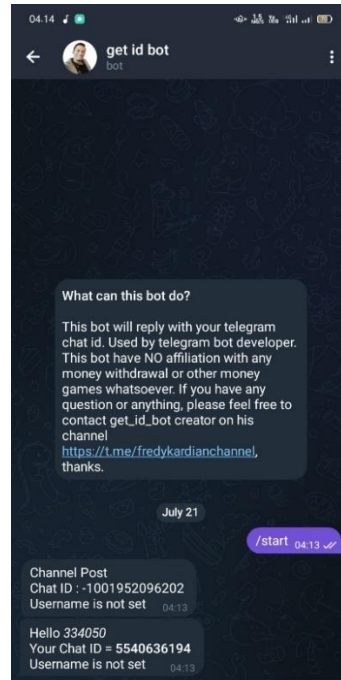 04.14
get id bot
bot
What can this bot do?
This bot will reply with your telegram
chat id. Used by telegram bot developer.
This bot have NO affiliation with any
money withdrawal or other money
games whatsoever. If you have any
question or anything, please feel free to
contact get_id_bot creator on his
channel
https://t.me/fredykardianchannel,
thanks.
July 21
/start 04:13
Channel Post
Chat ID : -1001952096202
Username is not set 04:13
Hello 334050
Your Chat ID = 5540636194
Username is not set 04:13